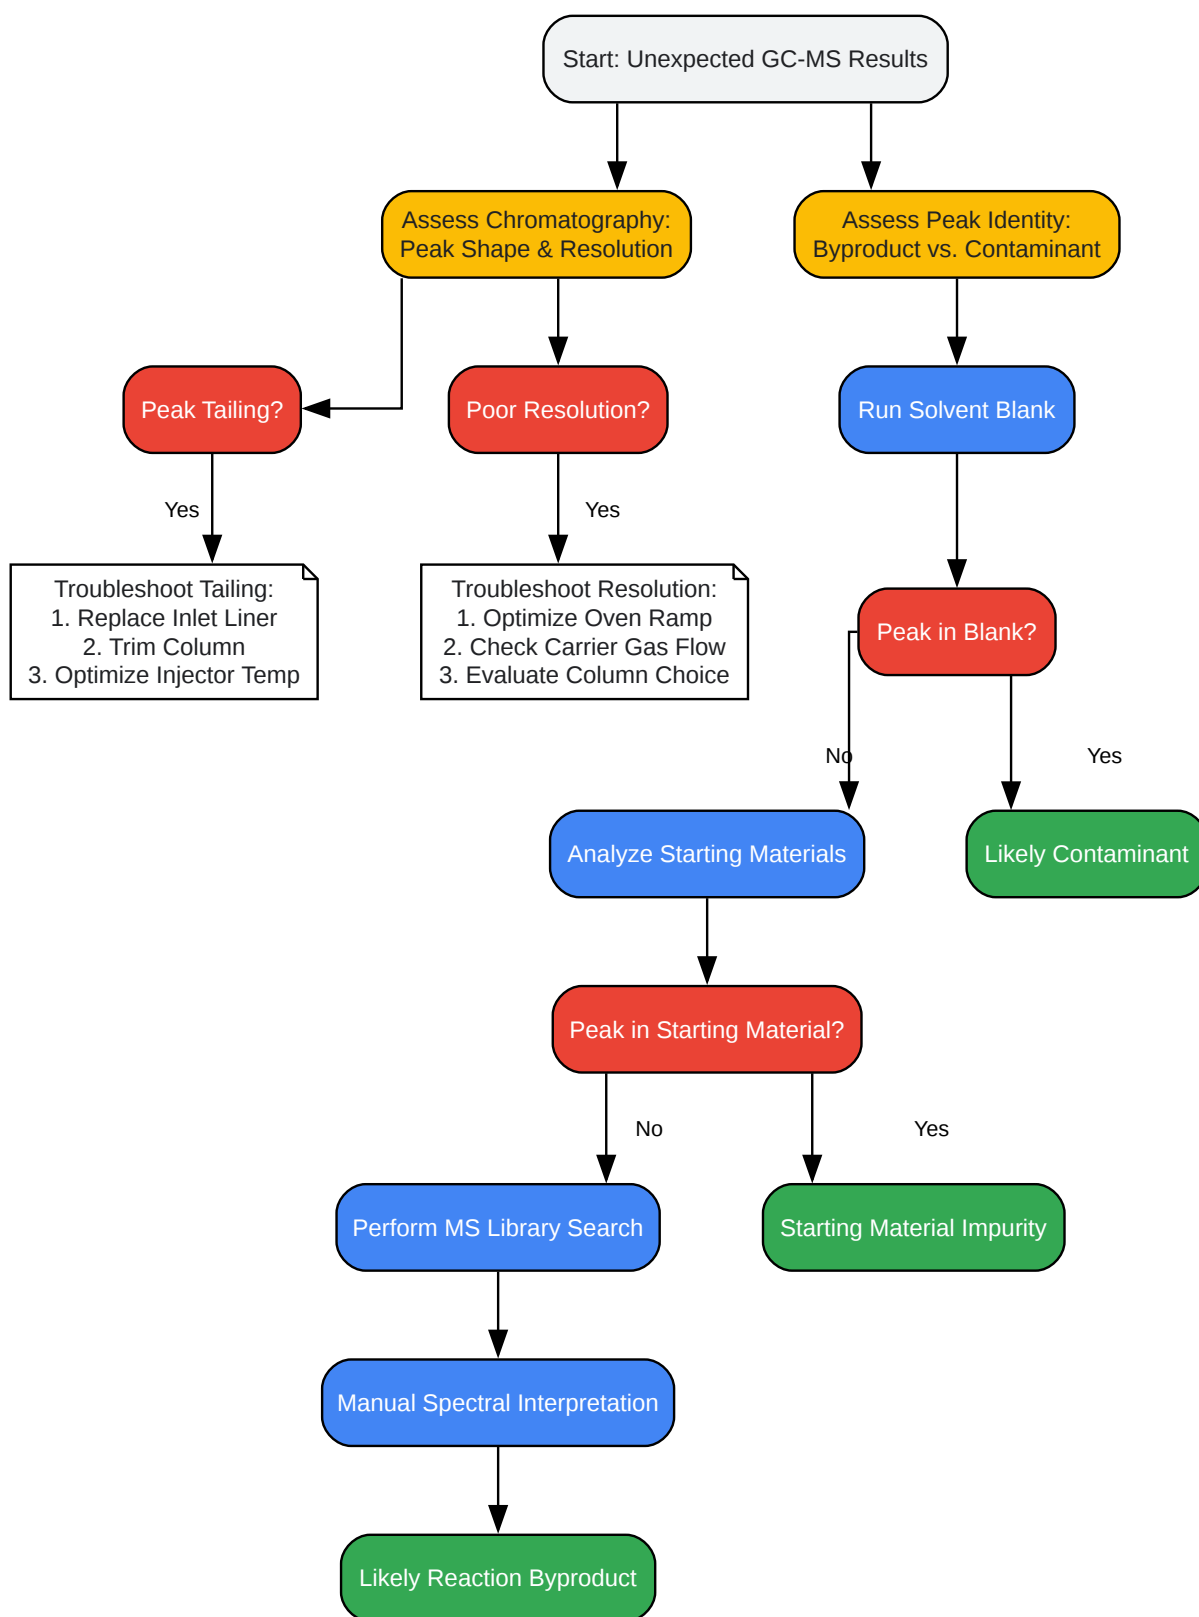 Start: Unexpected GC-MS Results
Assess Chromatography:
Peak Shape & Resolution
Assess Peak Identity:
Byproduct vs. Contaminant
Peak Tailing?
Poor Resolution?
Run Solvent Blank
Yes
Yes
Troubleshoot Tailing:
1. Replace Inlet Liner
2. Trim Column
3. Optimize Injector Temp
Troubleshoot Resolution:
1. Optimize Oven Ramp
2. Check Carrier Gas Flow
3. Evaluate Column Choice
Peak in Blank?
No
Yes
Analyze Starting Materials
Likely Contaminant
Peak in Starting Material?
No
Yes
Perform MS Library Search
Starting Material Impurity
Manual Spectral Interpretation
Likely Reaction Byproduct